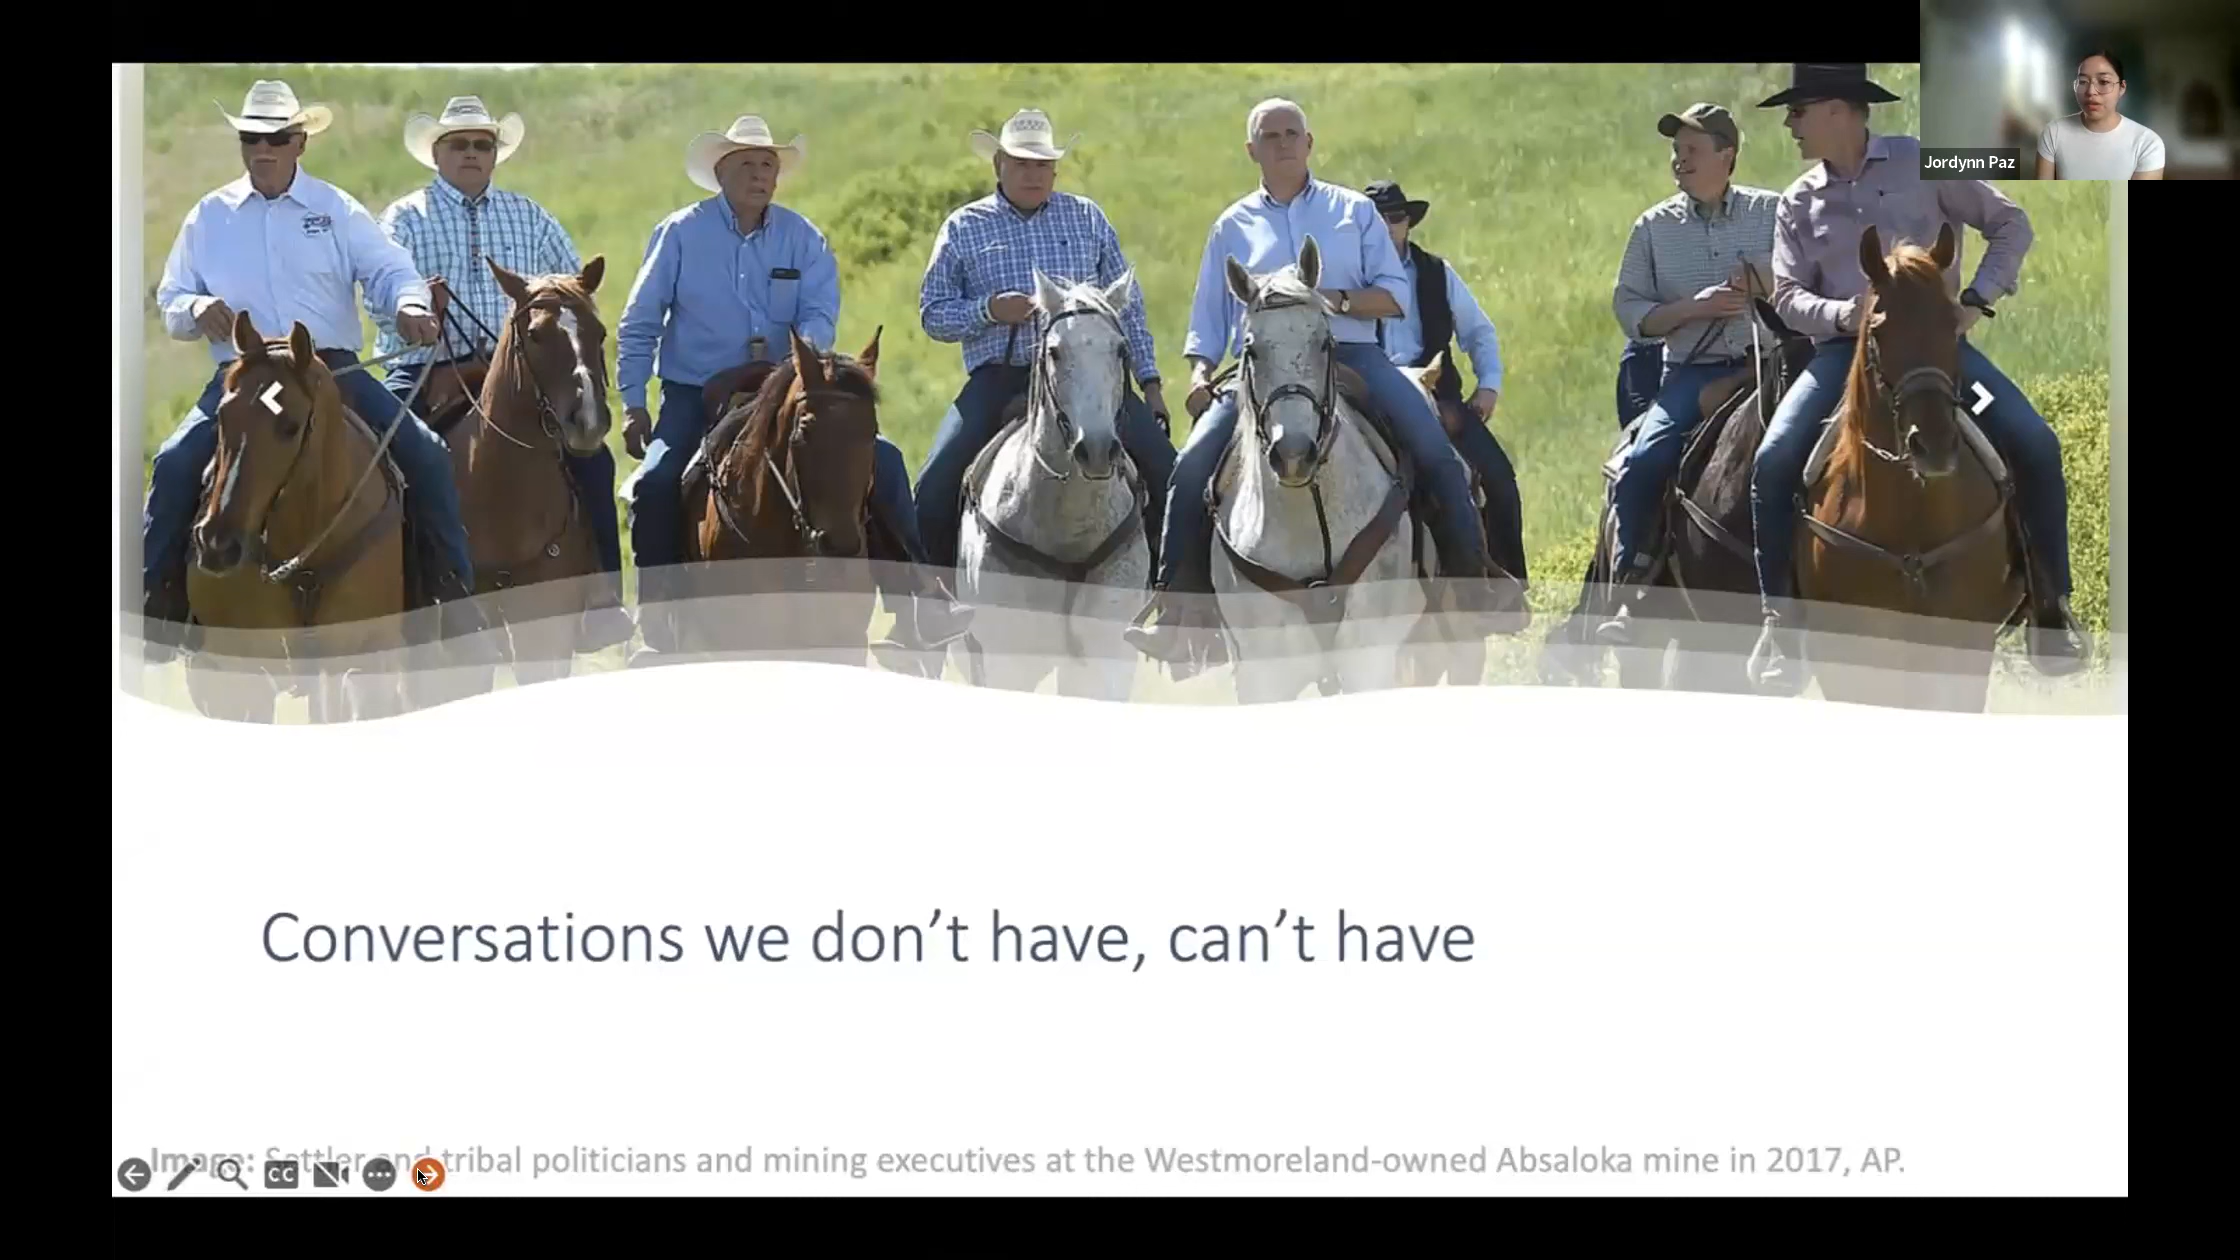 Jordynn Paz
Conversations we don’t have, can’t have
Image: Settler and tribal politicians and mining executives at the Westmoreland-owned Absaloka mine in 2017, AP.
CC